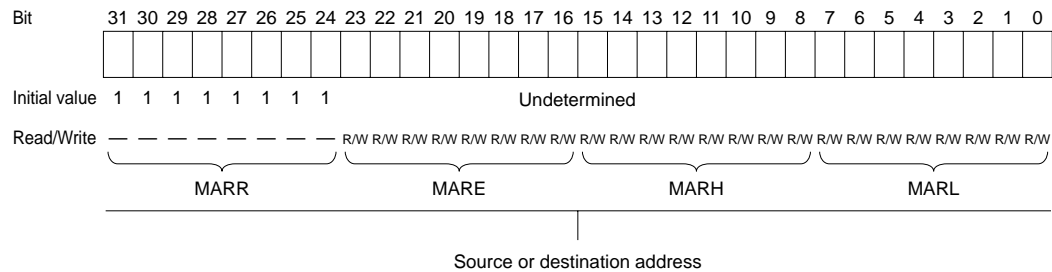 Bit 31 30 29 28 27 26 25 24 23 22 21 20 19 18 17 16 15 14 13 12 11 10 9 8 7 6 5 4 3 2 1 0
Initial value 1 1 1 1 1 1 1 1 Undetermined
Read/Write — — — — — — — — R/W R/W R/W R/W R/W R/W R/W R/W R/W R/W R/W R/W R/W R/W R/W R/W R/W R/W R/W R/W R/W R/W R/W R/W
MARR MARE MARH MARL
Source or destination address